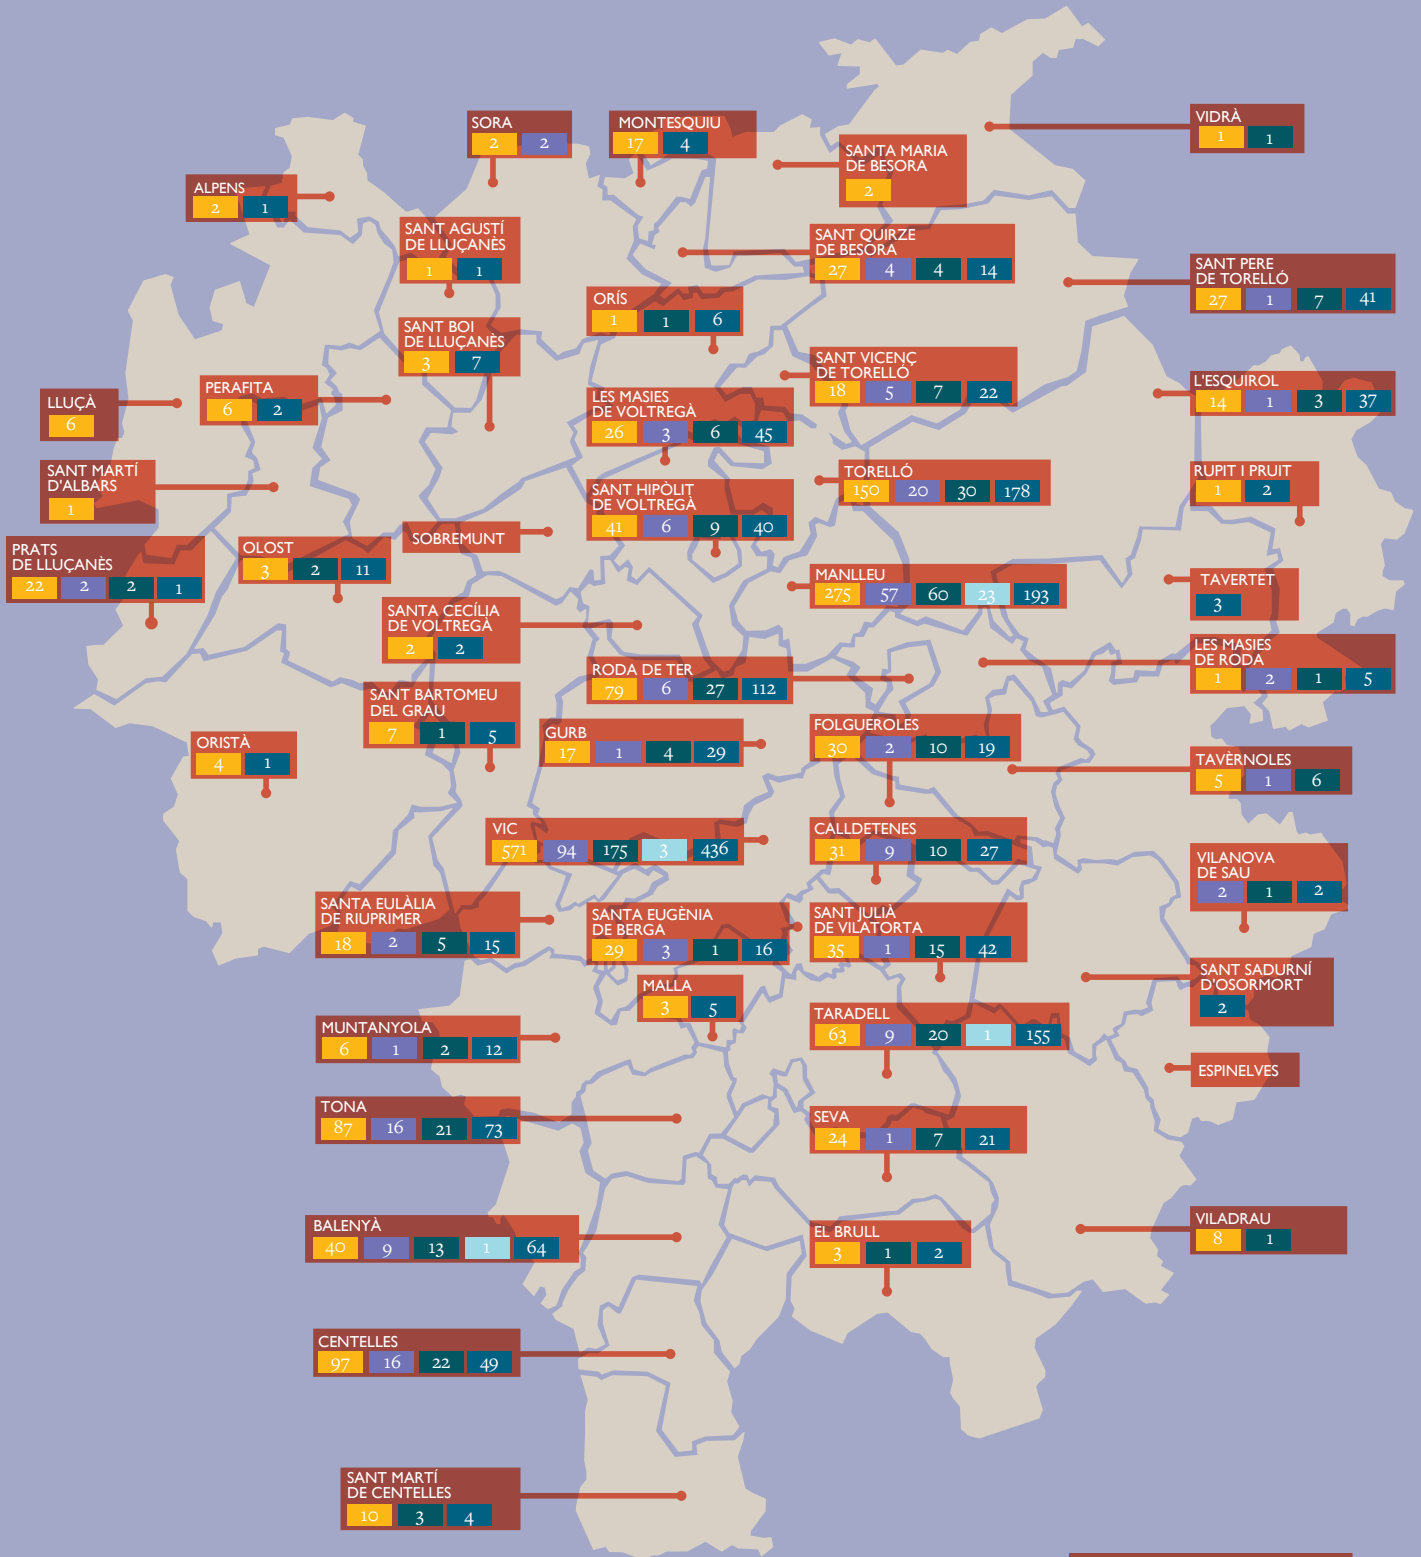 VIDRÀ
1 1
SORA
2 2
MONTESQUIU
17 4
SANTA MARIA
DE BESORA
2
ALPENS
2 1
SANT AGUSTÍ
DE LLUÇANÈS
1 1
SANT QUIRZE
DE BESORA
27 4 4 14
SANT PERE
DE TORELLÓ
27 1 7 41
ORÍS
1 1 6
SANT BOI
DE LLUÇANÈS
3 7
SANT VICENÇ
DE TORELLÓ
18 5 7 22
L'ESQUIROL
14 1 3 37
PERAFITA
6 2
LLUÇÀ
6
LES MASIES
DE VOLTREGÀ
26 3 6 45
SANT MARTÍ
D'ALBARS
1
TORELLÓ
150 20 30 178
RUPIT I PRUIT
1 2
SANT HIPÒLIT
DE VOLTREGÀ
41 6 9 40
SOBREMUNT
PRATS
DE LLUÇANÈS
22 2 2 1
OLOST
3 2 11
MANLLEU
275 57 60 23 193
TAVERTET
3
SANTA CECÍLIA
DE VOLTREGÀ
2 2
LES MASIES
DE RODA
1 2 1 5
RODA DE TER
79 6 27 112
SANT BARTOMEU
DEL GRAU
7 1 5
GURB
17 1 4 29
FOLGUEROLES
30 2 10 19
ORISTÀ
4 1
TAVÈRNOLES
5 1 6
VIC
571 94 175 3 436
CALLDETENES
31 9 10 27
VILANOVA
DE SAU
2 1 2
SANTA EULÀLIA
DE RIUPRIMER
18 2 5 15
SANTA EUGÈNIA
DE BERGA
29 3 1 16
SANT JULIÀ
DE VILATORTA
35 1 15 42
SANT SADURNÍ
D'OSORMORT
2
MALLA
3 5
TARADELL
63 9 20 1 155
MUNTANYOLA
6 1 2 12
ESPINELVES
TONA
87 16 21 73
SEVA
24 1 7 21
BALENYÀ
40 9 13 1 64
EL BRULL
3 1 2
VILADRAU
8 1
CENTELLES
97 16 22 49
SANT MARTÍ
DE CENTELLES
10 3 4